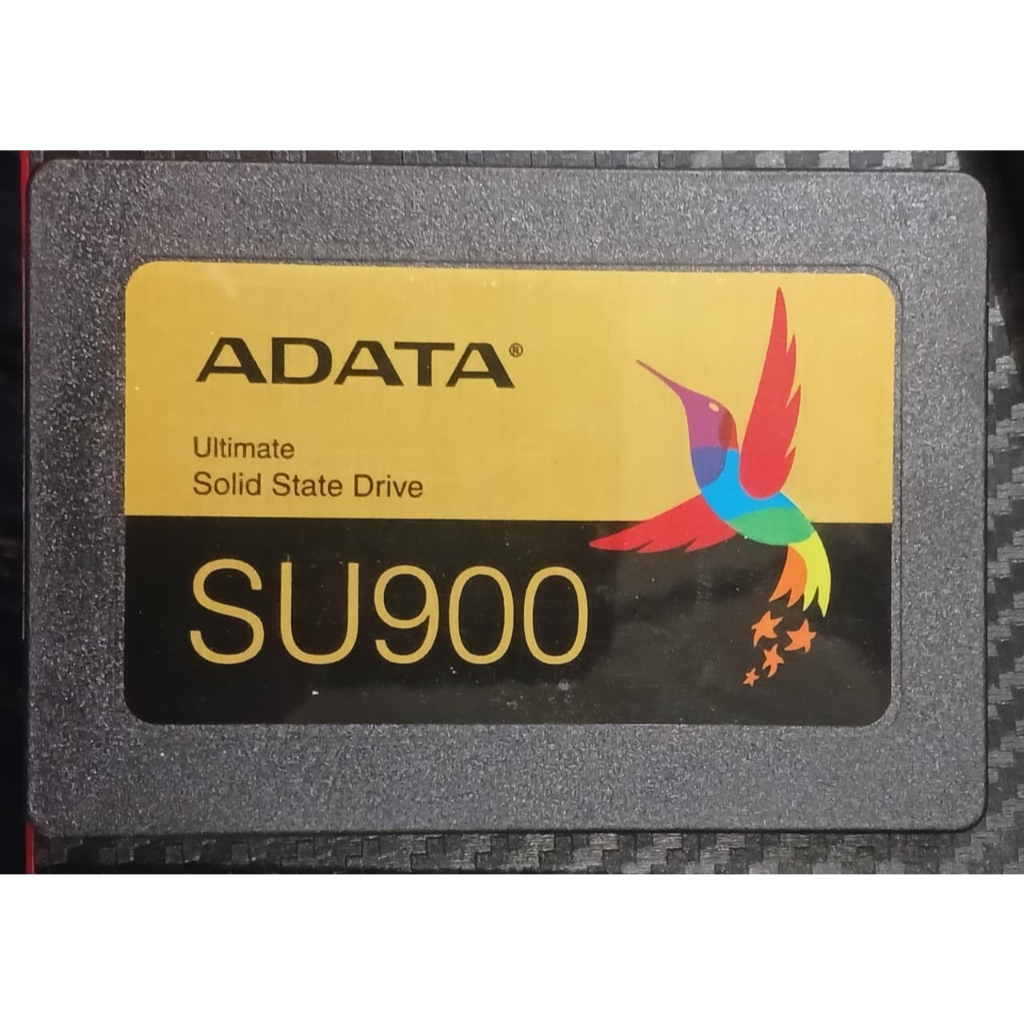 ADATA®
Ultimate
Solid State Drive
SU900